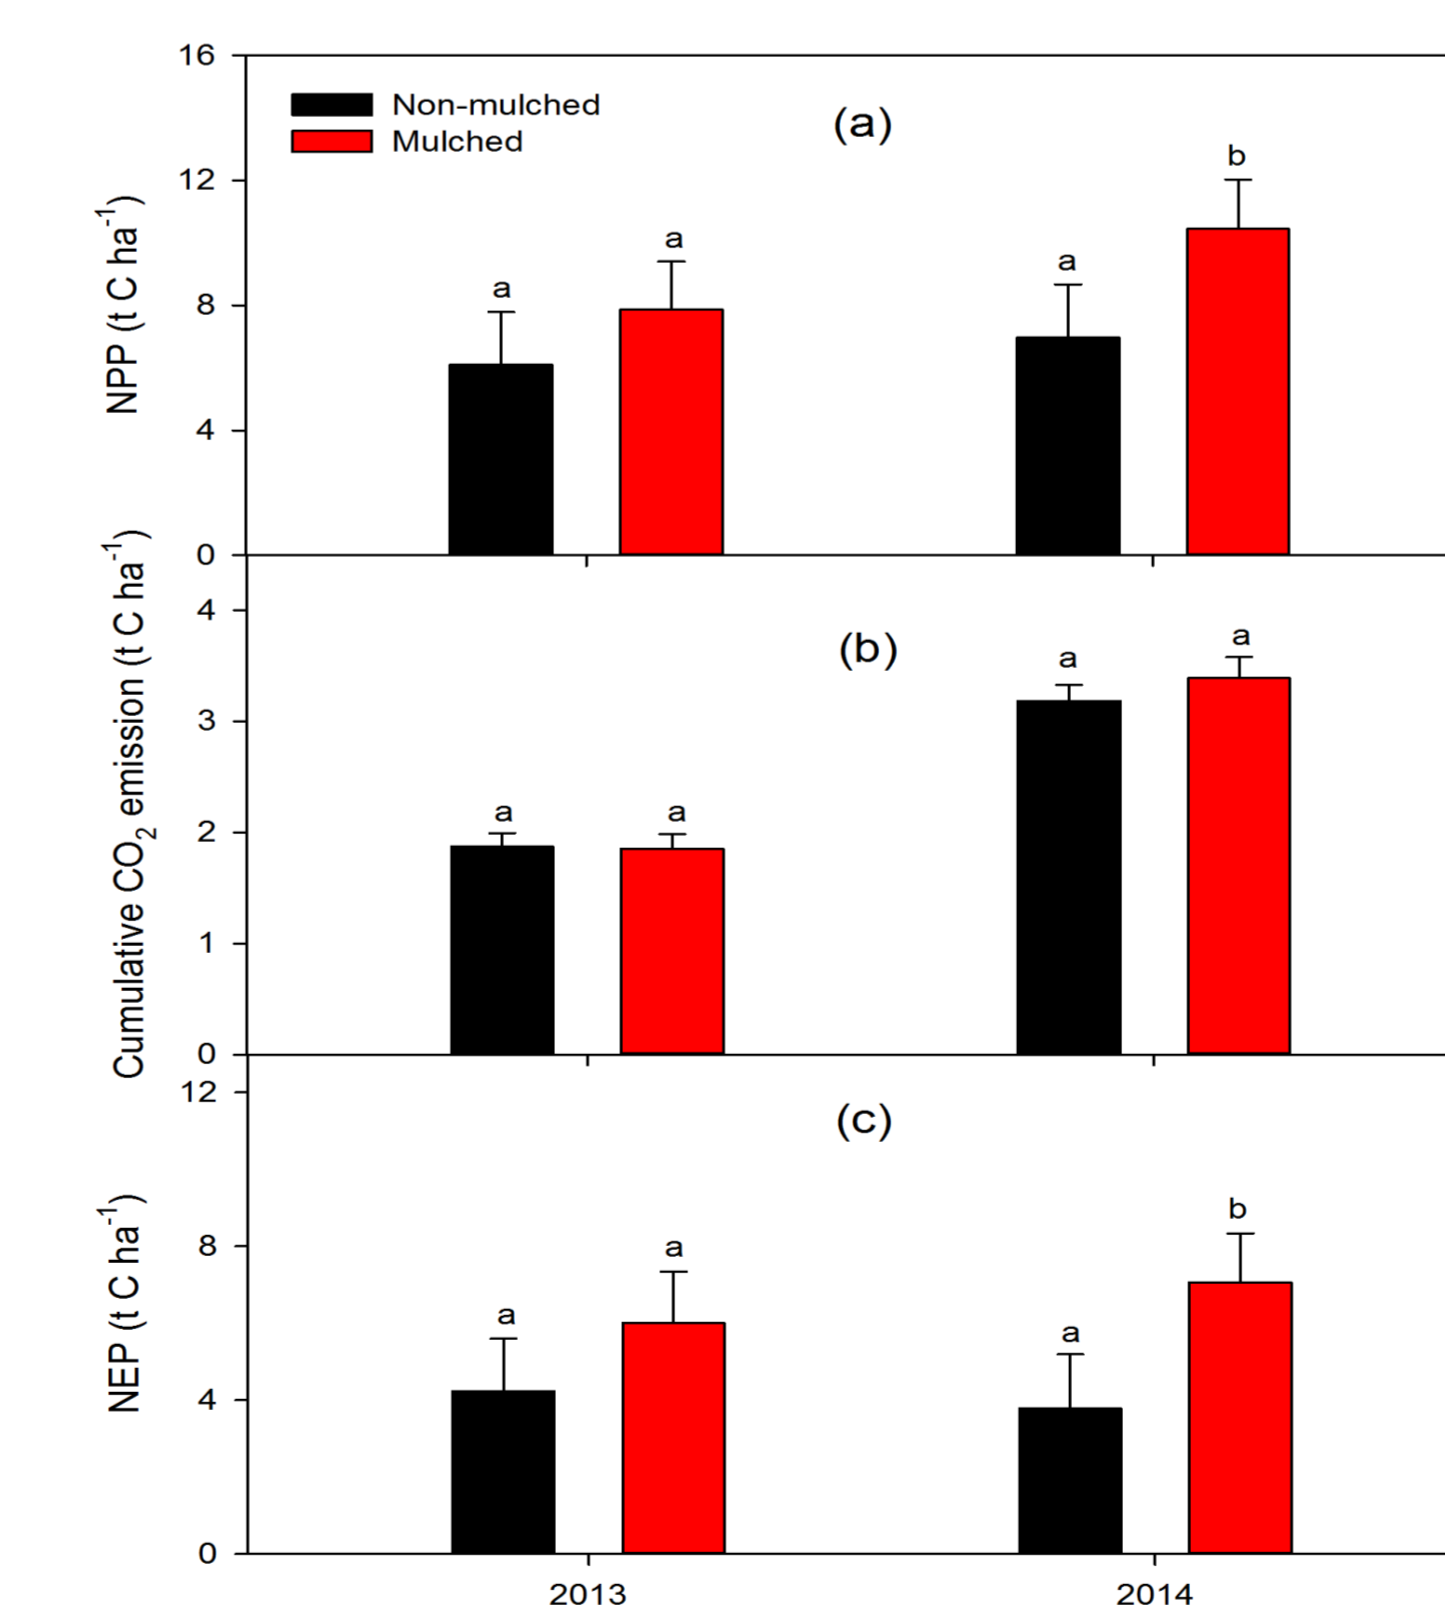 16
Non-mulched
Mulched
(a)
12
8
4
0
a
a
a
b
NPP (t C ha⁻¹)
4
(b)
3
2
1
0
a
a
a
a
Cumulative CO₂ emission (t C ha⁻¹)
12
(c)
8
4
0
a
a
a
b
NEP (t C ha⁻¹)
2013
2014